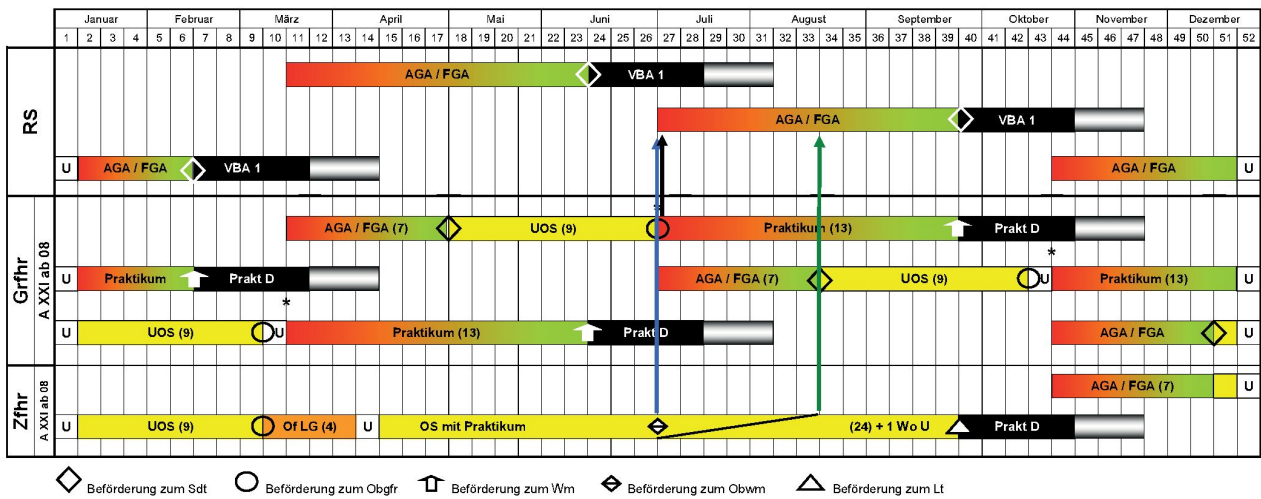 Januar Februar März April Mai Juni Juli August September Oktober November Dezember
1 2 3 4 5 6 7 8 9 10 11 12 13 14 15 16 17 18 19 20 21 22 23 24 25 26 27 28 29 30 31 32 33 34 35 36 37 38 39 40 41 42 43 44 45 46 47 48 49 50 51 52
RS
AGA / FGA VBA 1
AGA / FGA VBA 1
U AGA / FGA VBA 1 AGA / FGA U
Grfhr
A XXI ab 08
AGA / FGA (7) UOS (9) Praktikum (13) Prakt D
*
U Praktikum Prakt D AGA / FGA (7) UOS (9) U Praktikum (13) U
*
U UOS (9) U Praktikum (13) Prakt D AGA / FGA U
Zfhr
A XXI ab 08
AGA / FGA (7) U
U UOS (9) Of LG (4) U OS mit Praktikum (24) + 1 Wo U Prakt D
Beförderung zum Sdt Beförderung zum Obgfr Beförderung zum Wm Beförderung zum Obwm Beförderung zum Lt